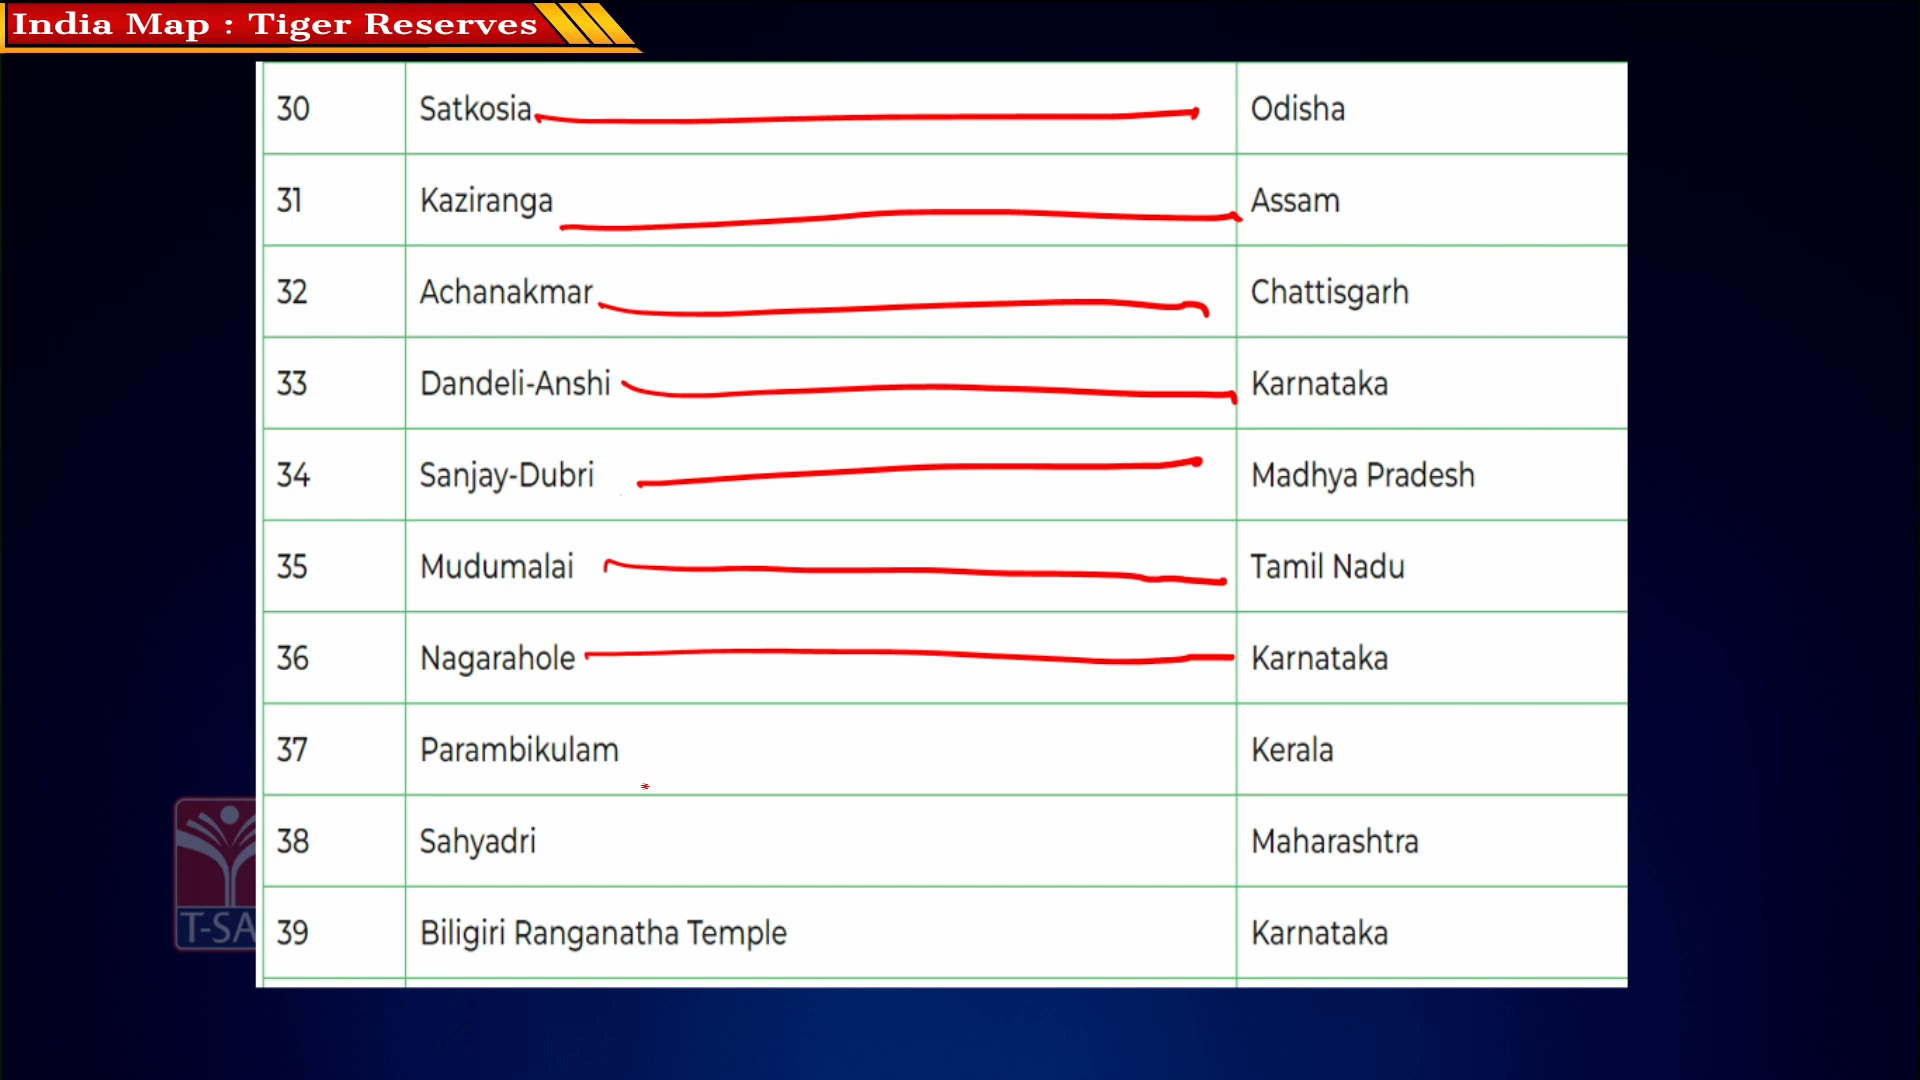 India Map : Tiger Reserves
30 Satkosia Odisha
31 Kaziranga Assam
32 Achanakmar Chattisgarh
33 Dandeli-Anshi Karnataka
34 Sanjay-Dubri Madhya Pradesh
35 Mudumalai Tamil Nadu
36 Nagarahole Karnataka
37 Parambikulam Kerala
38 Sahyadri Maharashtra
39 Biligiri Ranganatha Temple Karnataka
T-SA